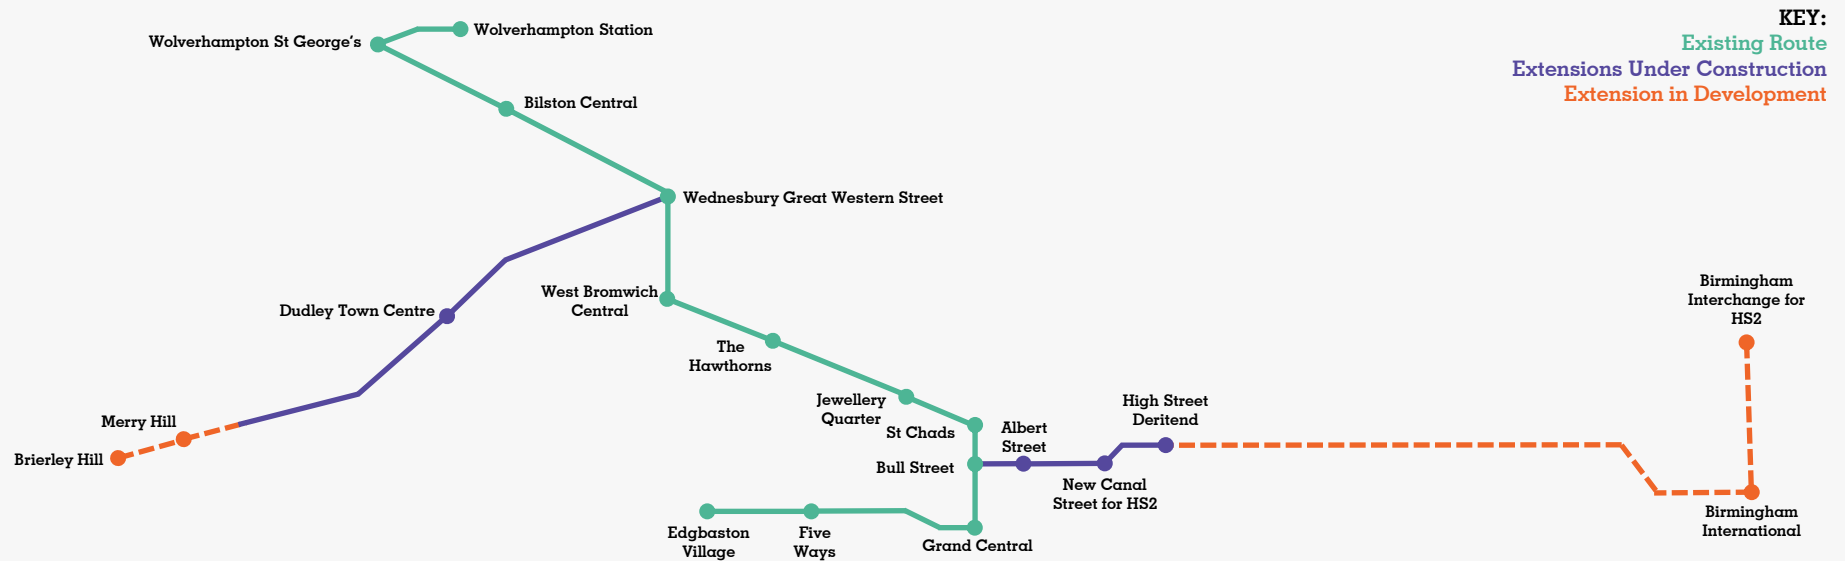 KEY:
Existing Route
Extensions Under Construction
Extension in Development
Wolverhampton Station
Wolverhampton St George's
Bilston Central
Wednesbury Great Western Street
West Bromwich
Central
Dudley Town Centre
The
Hawthorns
Merry Hill
Brierley Hill
Jewellery
Quarter
St Chads
Bull Street
Albert
Street
High Street
Deritend
New Canal
Street for HS2
Birmingham
Interchange for
HS2
Birmingham
International
Edgbaston
Village
Five
Ways
Grand Central